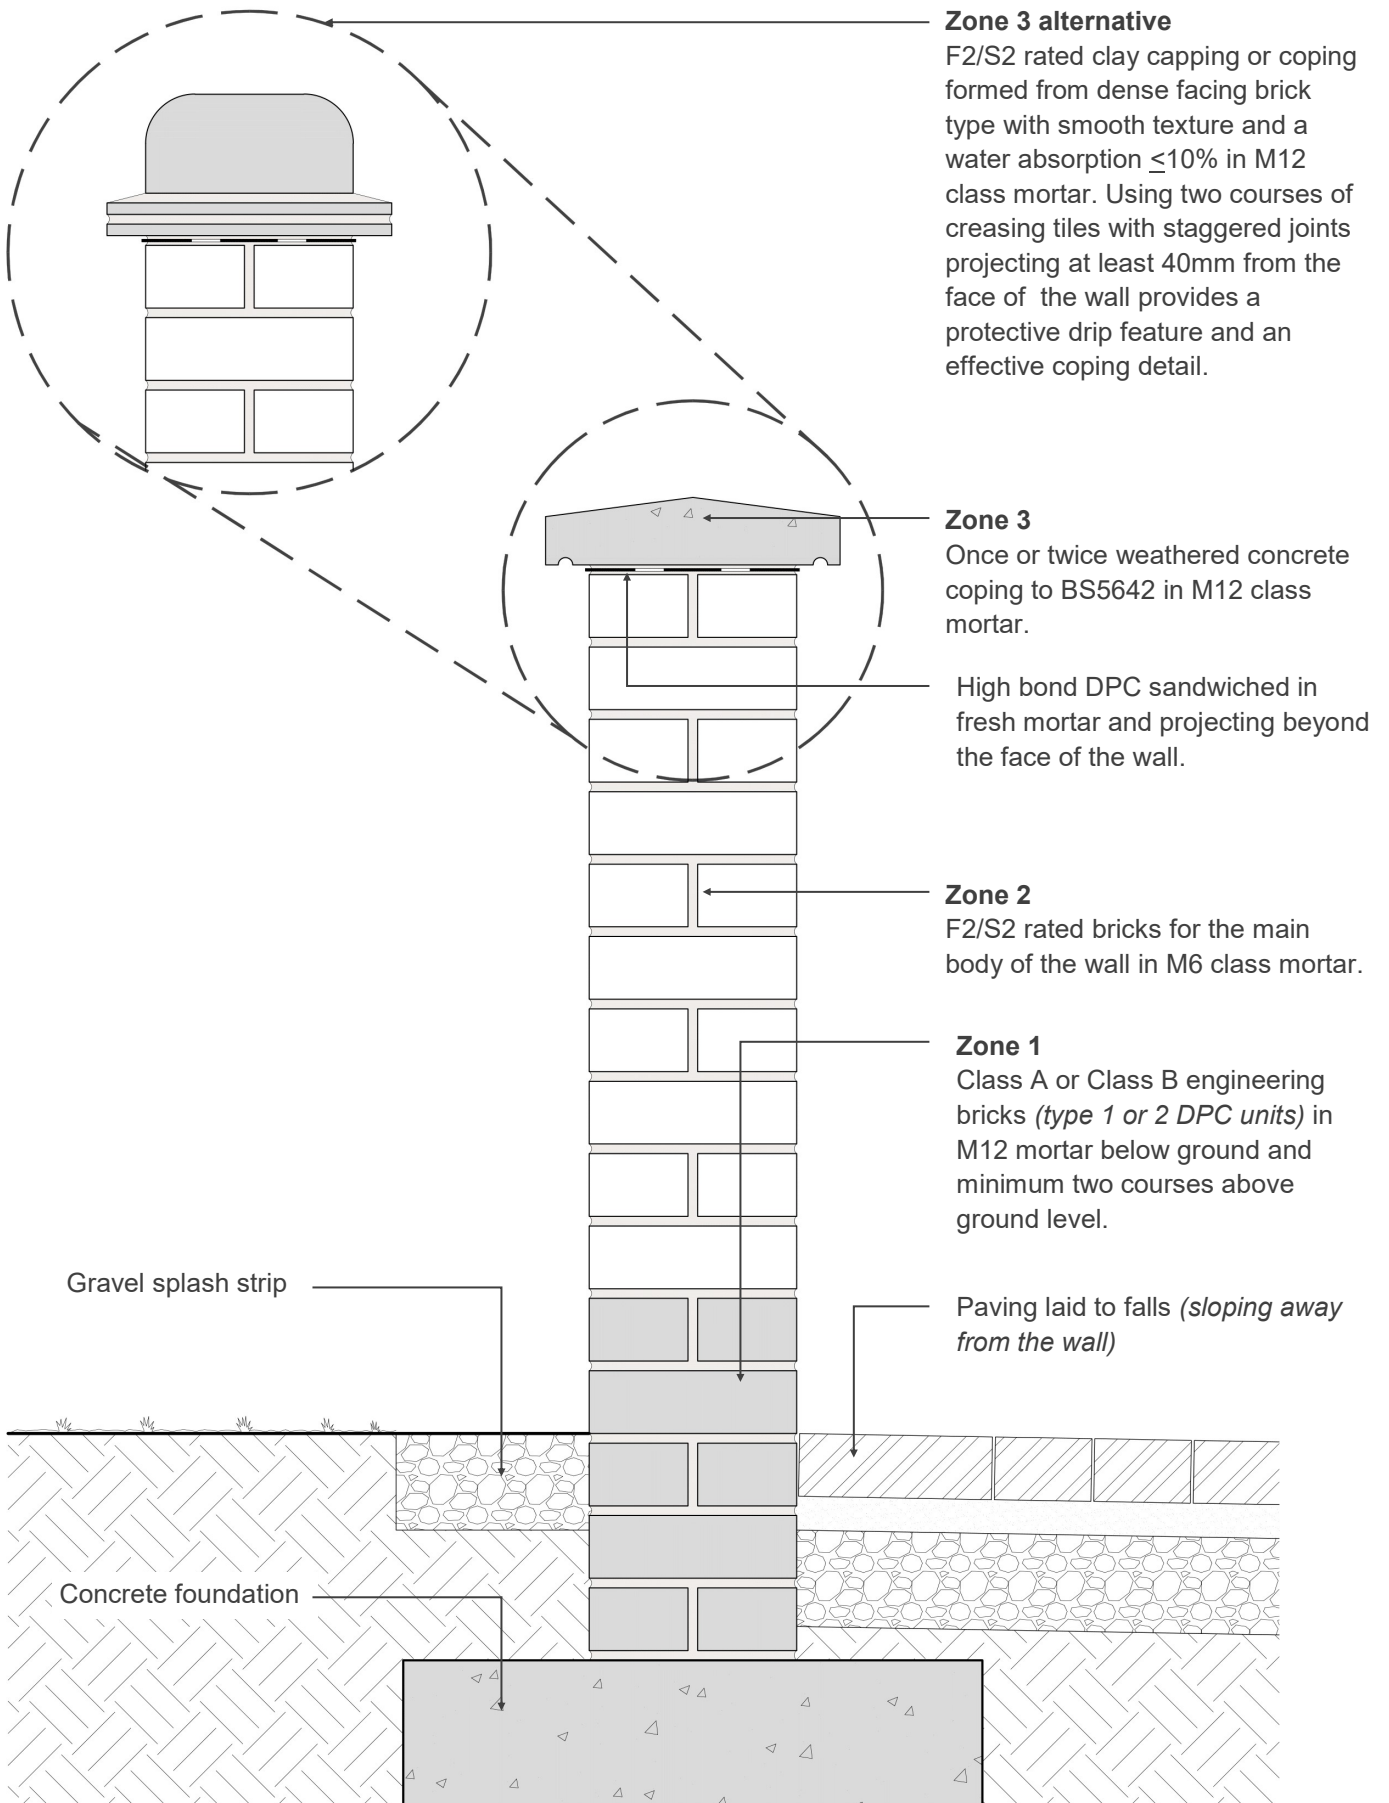 Zone 3 alternative
F2/S2 rated clay capping or coping
formed from dense facing brick
type with smooth texture and a
water absorption ≤10% in M12
class mortar. Using two courses of
creasing tiles with staggered joints
projecting at least 40mm from the
face of  the wall provides a
protective drip feature and an
effective coping detail.
Zone 3
Once or twice weathered concrete
coping to BS5642 in M12 class
mortar.
High bond DPC sandwiched in
fresh mortar and projecting beyond
the face of the wall.
Zone 2
F2/S2 rated bricks for the main
body of the wall in M6 class mortar.
Zone 1
Class A or Class B engineering
bricks (type 1 or 2 DPC units) in
M12 mortar below ground and
minimum two courses above
ground level.
Gravel splash strip
Paving laid to falls (sloping away
from the wall)
Concrete foundation